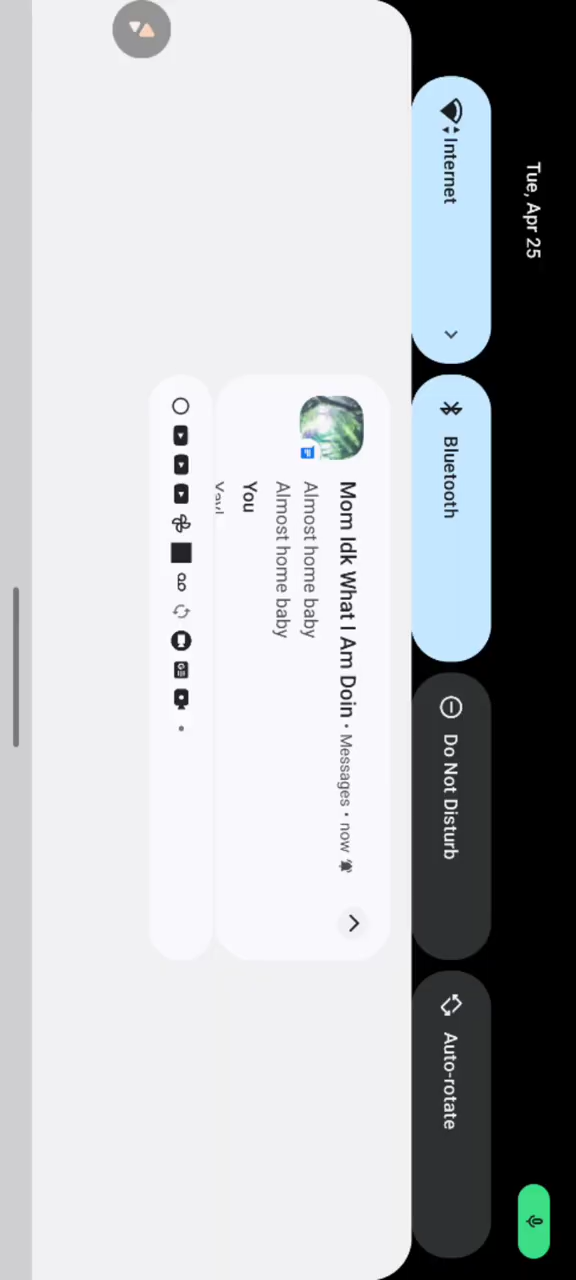 Tue, Apr 25
Internet
Bluetooth
Do Not Disturb
Auto-rotate
Mom Idk What I Am Doin • Messages • now
Almost home baby
Almost home baby
You
Yay!